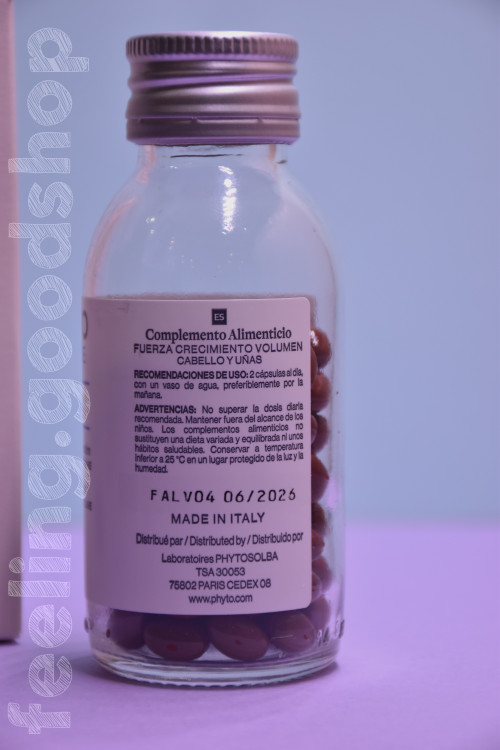 feeling.goodshop
ES
Complemento Alimenticio
FUERZA CRECIMIENTO VOLUMEN
CABELLO Y UÑAS
RECOMENDACIONES DE USO: 2 cápsulas al día,
con un vaso de agua, preferiblemente por la
mañana.
ADVERTENCIAS: No superar la dosis diaria
recomendada. Mantener fuera del alcance de los
niños. Los complementos alimenticios no
sustituyen una dieta variada y equilibrada ni unos
hábitos saludables. Conservar a temperatura
inferior a 25 °C en un lugar protegido de la luz y la
humedad.
FALV04 06/2026
MADE IN ITALY
Distribué par / Distributed by / Distribuido por
Laboratoires PHYTOSOLBA
TSA 30053
75802 PARIS CEDEX 08
www.phyto.com